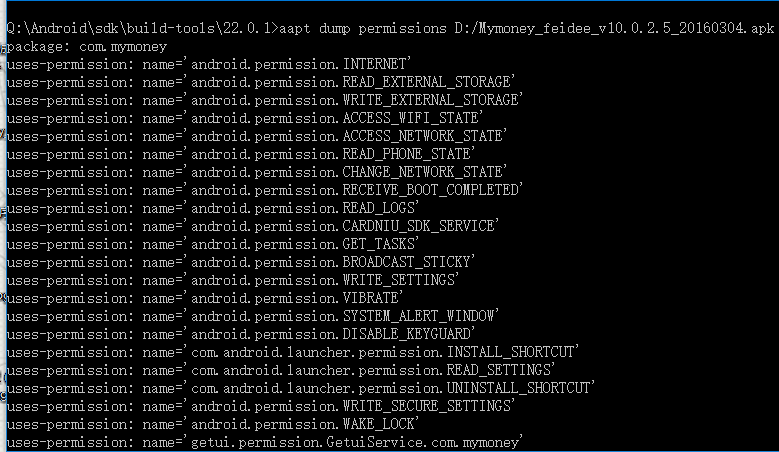 Q:\Android\sdk\build-tools\22.0.1>aapt dump permissions D:/Mymoney_feidee_v10.0.2.5_20160304.apk
package: com.mymoney
uses-permission: name='android.permission.INTERNET'
uses-permission: name='android.permission.READ_EXTERNAL_STORAGE'
uses-permission: name='android.permission.WRITE_EXTERNAL_STORAGE'
uses-permission: name='android.permission.ACCESS_WIFI_STATE'
uses-permission: name='android.permission.ACCESS_NETWORK_STATE'
uses-permission: name='android.permission.READ_PHONE_STATE'
uses-permission: name='android.permission.CHANGE_NETWORK_STATE'
uses-permission: name='android.permission.RECEIVE_BOOT_COMPLETED'
uses-permission: name='android.permission.READ_LOGS'
uses-permission: name='android.permission.CARDNIU_SDK_SERVICE'
uses-permission: name='android.permission.GET_TASKS'
uses-permission: name='android.permission.BROADCAST_STICKY'
uses-permission: name='android.permission.WRITE_SETTINGS'
uses-permission: name='android.permission.VIBRATE'
uses-permission: name='android.permission.SYSTEM_ALERT_WINDOW'
uses-permission: name='android.permission.DISABLE_KEYGUARD'
uses-permission: name='com.android.launcher.permission.INSTALL_SHORTCUT'
uses-permission: name='com.android.launcher.permission.READ_SETTINGS'
uses-permission: name='com.android.launcher.permission.UNINSTALL_SHORTCUT'
uses-permission: name='android.permission.WRITE_SECURE_SETTINGS'
uses-permission: name='android.permission.WAKE_LOCK'
uses-permission: name='getui.permission.GetuiService.com.mymoney'